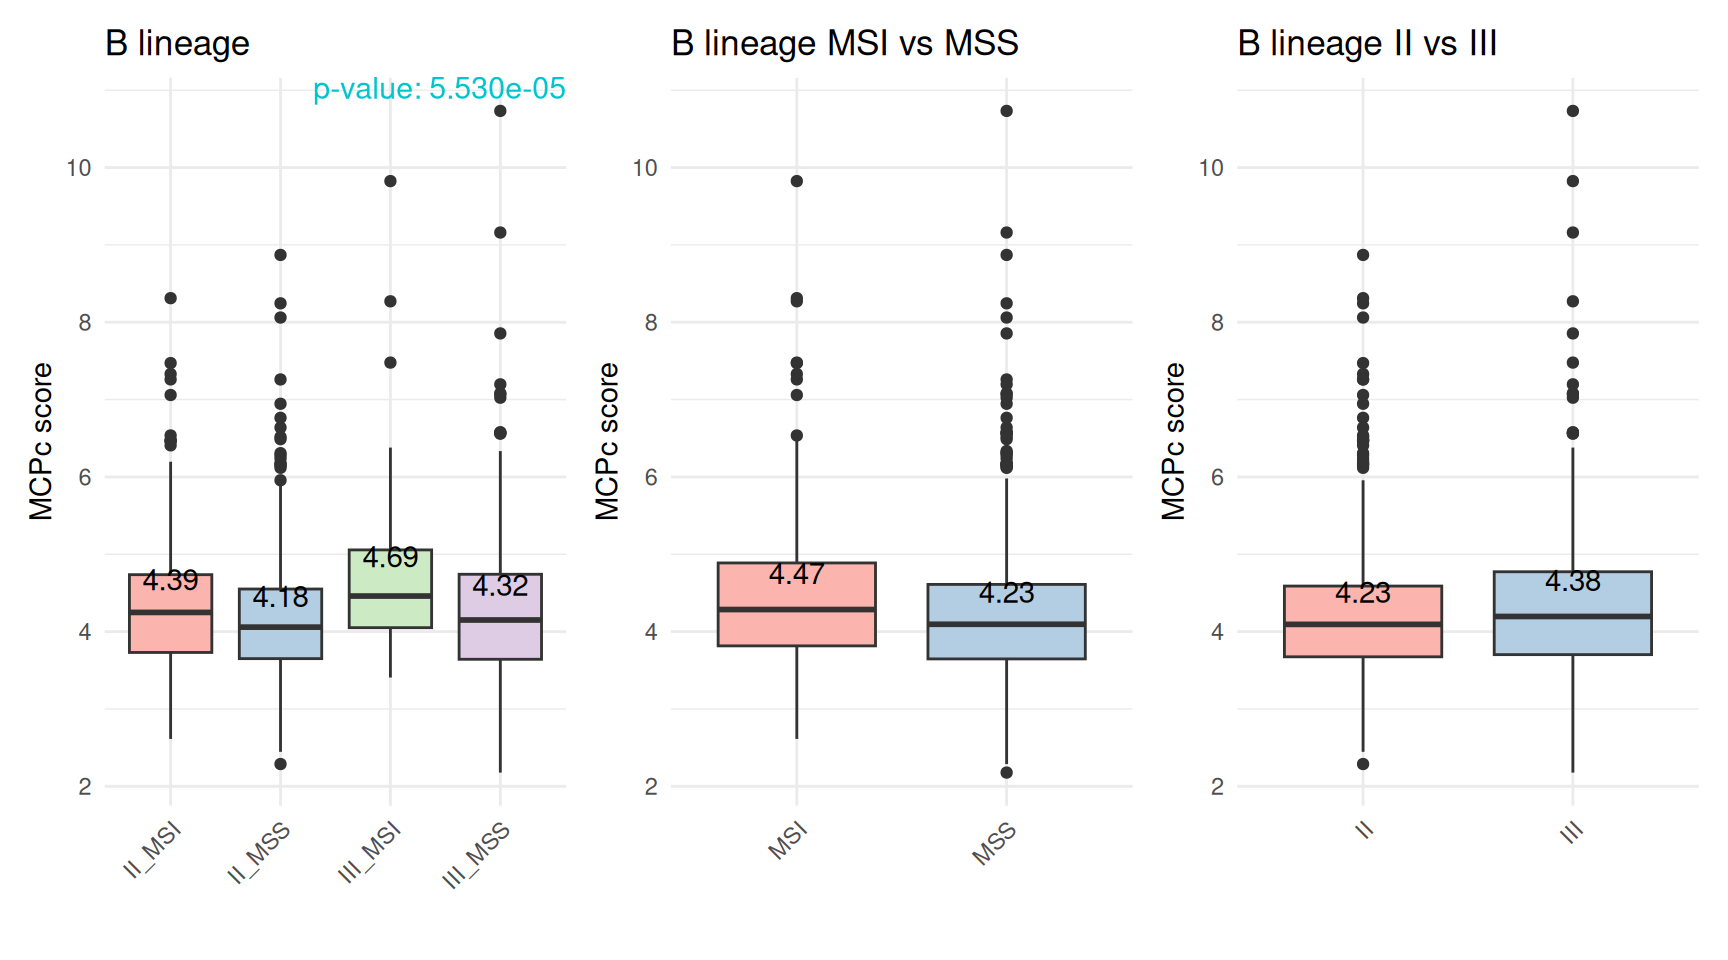 B lineage
p-value: 5.530e-05
MCPc score
10
8
6
4
2
4.39
4.18
4.69
4.32
II_MSI
II_MSS
III_MSI
III_MSS
B lineage MSI vs MSS
MCPc score
10
8
6
4
2
4.47
4.23
MSI
MSS
B lineage II vs III
MCPc score
10
8
6
4
2
4.23
4.38
II
III